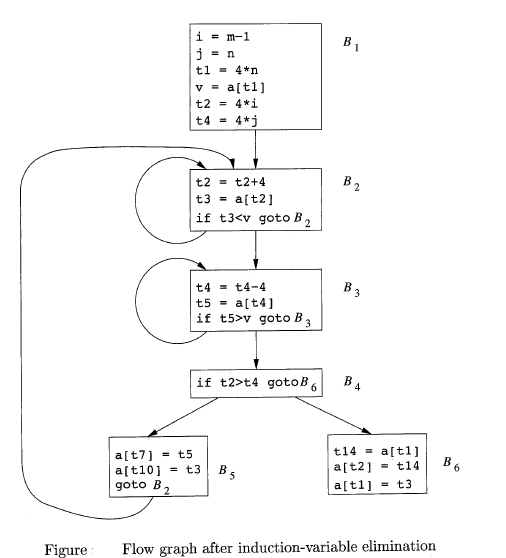 i = m-1
j = n
t1 = 4*n
v = a[t1]
t2 = 4*i
t4 = 4*j
B1
t2 = t2+4
t3 = a[t2]
if t3<v goto B2
B2
t4 = t4-4
t5 = a[t4]
if t5>v goto B3
B3
if t2>t4 goto B6
B4
a[t7] = t5
a[t10] = t3
goto B2
B5
t14 = a[t1]
a[t2] = t14
a[t1] = t3
B6
Figure Flow graph after induction-variable elimination